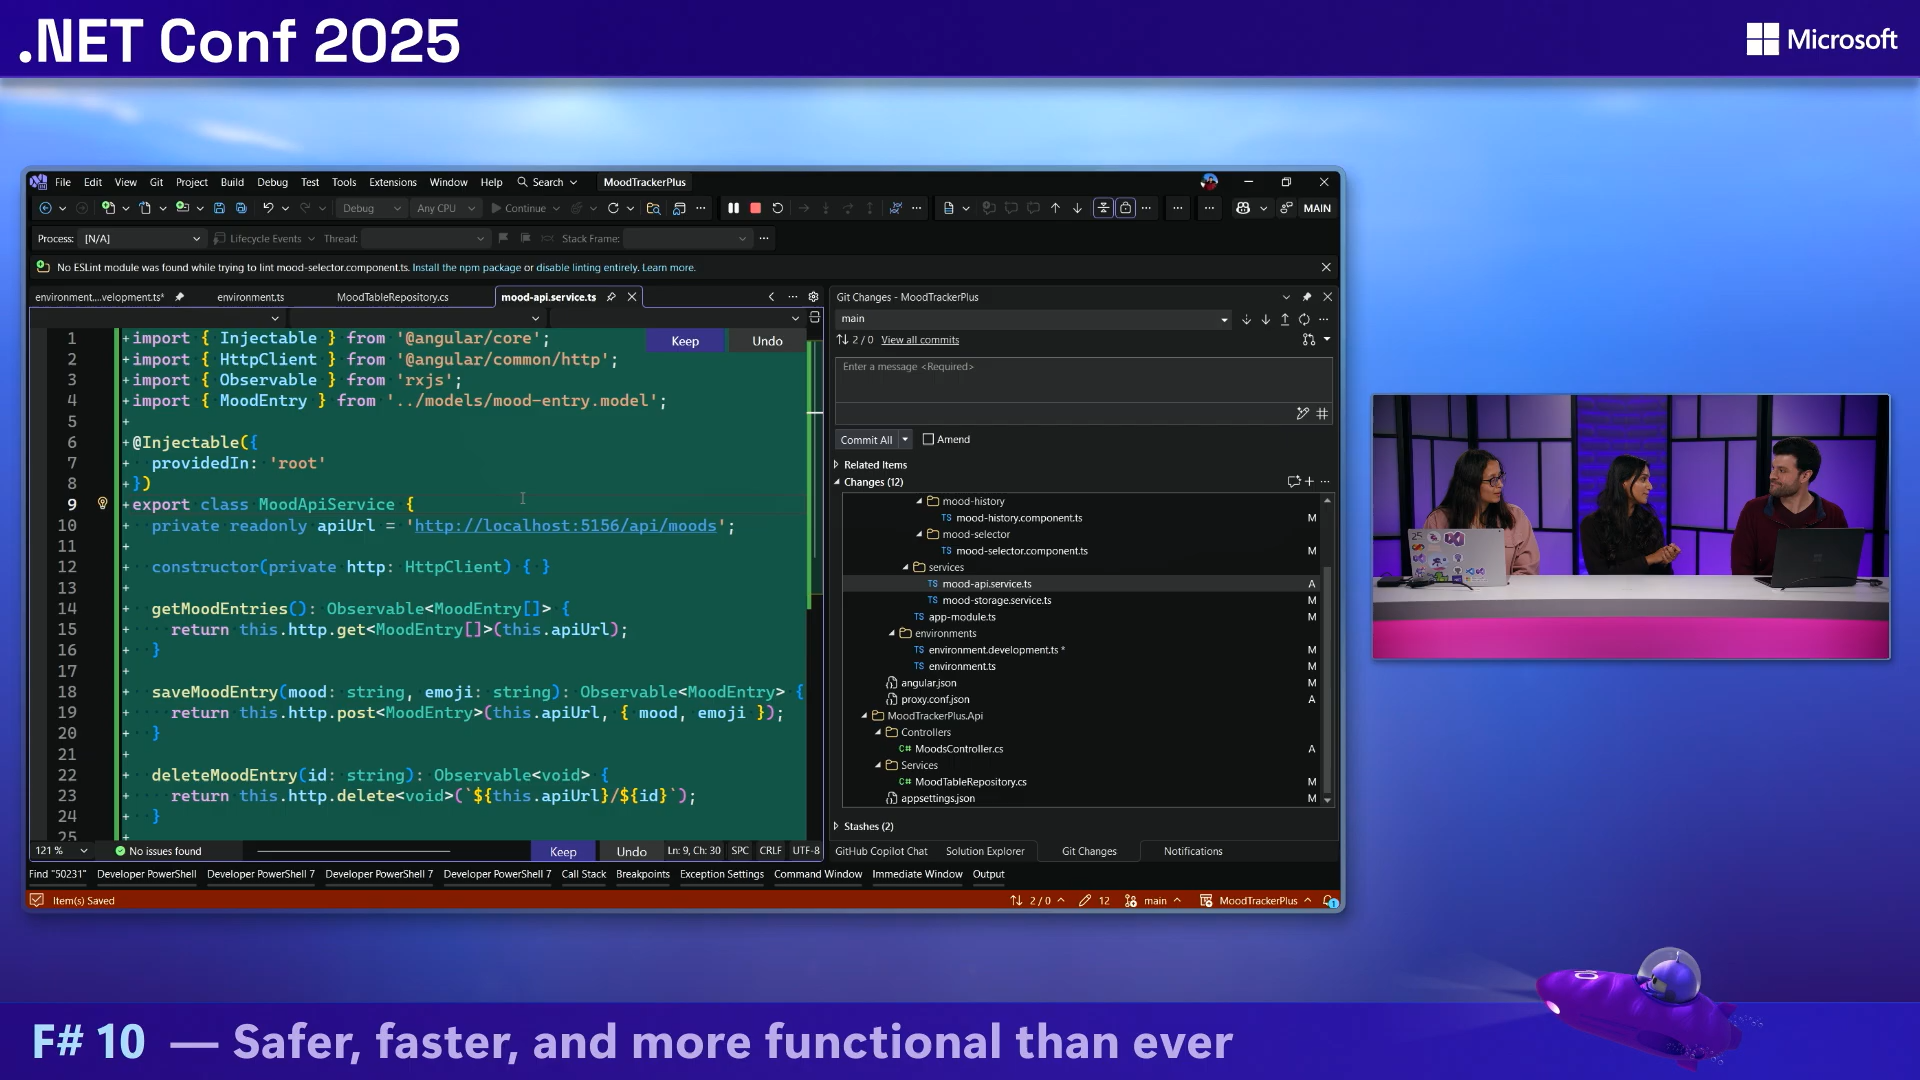 .NET Conf 2025
Microsoft
File Edit View Git Project Build Debug Test Tools Extensions Window Help Search MoodTrackerPlus
Debug Any CPU Continue MAIN
Process: [N/A] Lifecycle Events Thread: Stack Frame:
No ESLint module was found while trying to lint mood-selector.component.ts. Install the npm package or disable linting entirely. Learn more.
environment....velopment.ts* environment.ts MoodTableRepository.cs mood-api.service.ts
Keep Undo
1 +import { Injectable } from '@angular/core';
2 +import { HttpClient } from '@angular/common/http';
3 +import { Observable } from 'rxjs';
4 +import { MoodEntry } from '../models/mood-entry.model';
5 +
6 +@Injectable({
7 + providedIn: 'root'
8 +})
9 +export class MoodApiService {
10 + private readonly apiUrl = 'http://localhost:5156/api/moods';
11 +
12 + constructor(private http: HttpClient) { }
13 +
14 + getMoodEntries(): Observable<MoodEntry[]> {
15 + return this.http.get<MoodEntry[]>(this.apiUrl);
16 + }
17 +
18 + saveMoodEntry(mood: string, emoji: string): Observable<MoodEntry> {
19 + return this.http.post<MoodEntry>(this.apiUrl, { mood, emoji });
20 + }
21 +
22 + deleteMoodEntry(id: string): Observable<void> {
23 + return this.http.delete<void>(`${this.apiUrl}/${id}`);
24 + }
25 +
121 % No issues found Keep Undo Ln: 9, Ch: 30 SPC CRLF UTF-8
Git Changes - MoodTrackerPlus
main
2 / 0 View all commits
Enter a message <Required>
Commit All Amend
Related Items
Changes (12)
mood-history
TS mood-history.component.ts M
mood-selector
TS mood-selector.component.ts M
services
TS mood-api.service.ts A
TS mood-storage.service.ts M
TS app-module.ts M
environments
TS environment.development.ts * M
TS environment.ts M
angular.json M
proxy.conf.json A
MoodTrackerPlus.Api
Controllers
C# MoodsController.cs A
Services
C# MoodTableRepository.cs M
appsettings.json M
Stashes (2)
GitHub Copilot Chat Solution Explorer Git Changes Notifications
Find "50231" Developer PowerShell Developer PowerShell 7 Developer PowerShell 7 Developer PowerShell 7 Call Stack Breakpoints Exception Settings Command Window Immediate Window Output
Item(s) Saved 2 / 0 12 main MoodTrackerPlus 1
F# 10 — Safer, faster, and more functional than ever